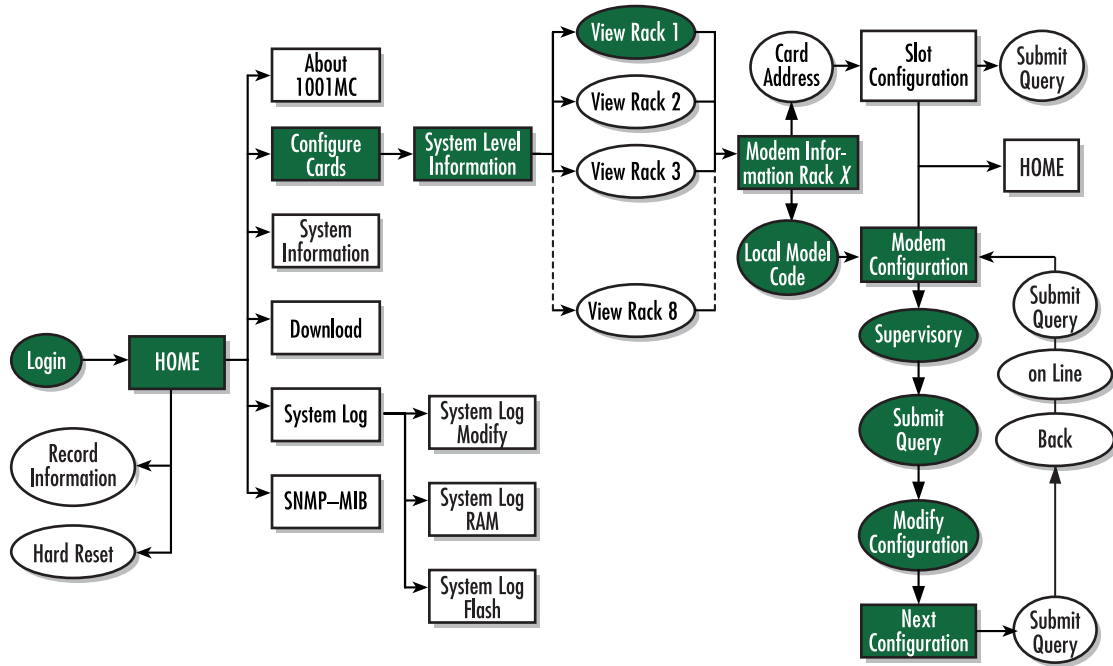 About
1001MC
Configure
Cards
System
Information
Download
System Log
SNMP–MIB
Login
HOME
Record
Information
Hard Reset
System Level
Information
System Log
Modify
System Log
RAM
System Log
Flash
View Rack 1
View Rack 2
View Rack 3
View Rack 8
Modem Infor-
mation Rack X
Card
Address
Local Model
Code
Slot
Configuration
Submit
Query
HOME
Modem
Configuration
Supervisory
Submit
Query
Modify
Configuration
Next
Configuration
Submit
Query
on Line
Back
Submit
Query